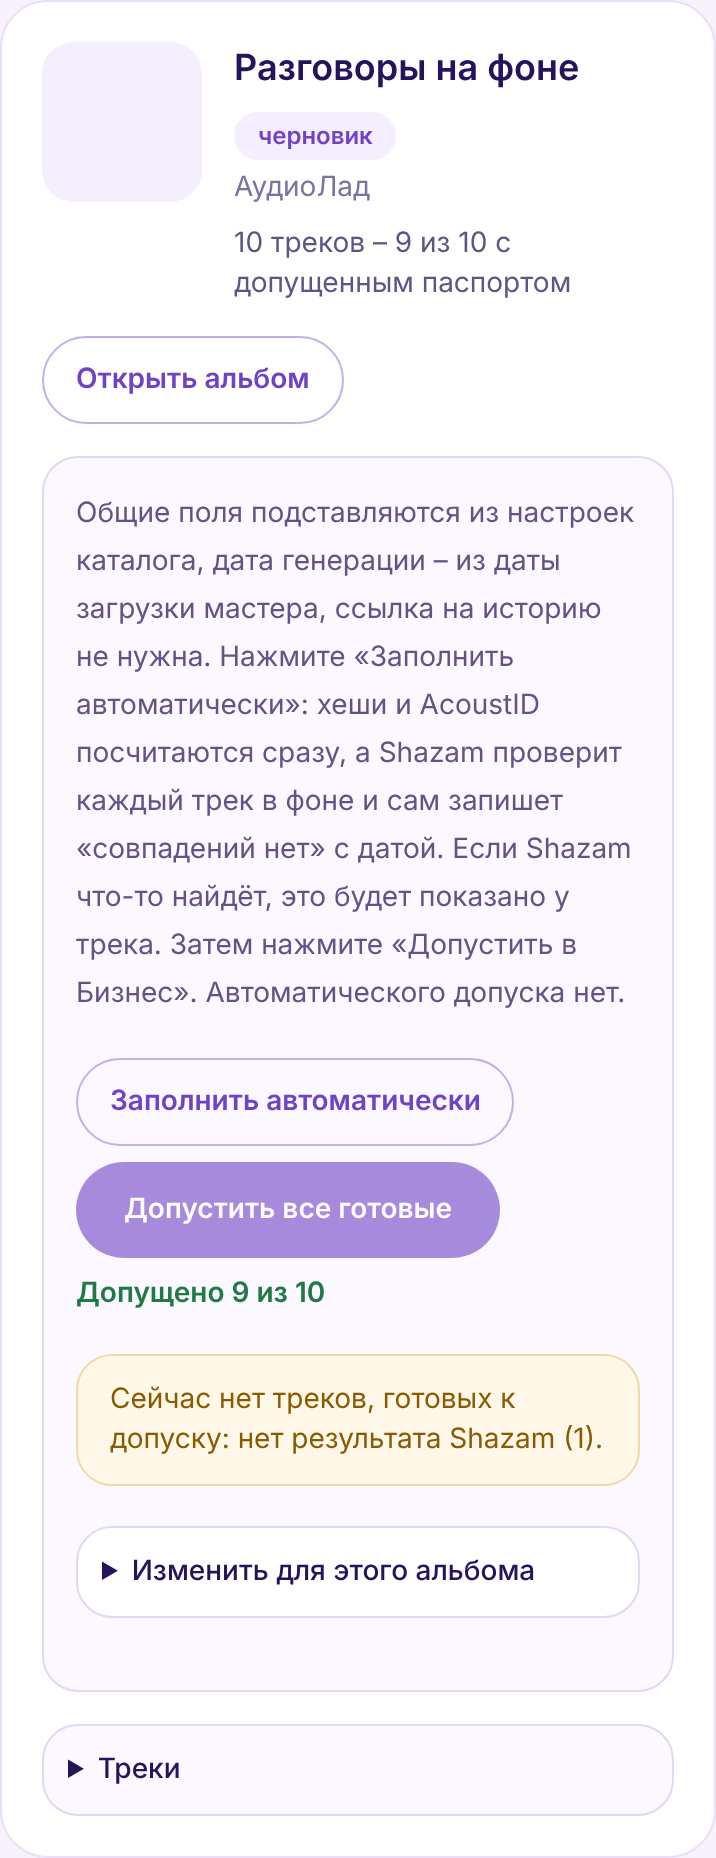 Разговоры на фоне
черновик
АудиоЛад
10 треков – 9 из 10 с
допущенным паспортом
Открыть альбом
Общие поля подставляются из настроек
каталога, дата генерации – из даты
загрузки мастера, ссылка на историю
не нужна. Нажмите «Заполнить
автоматически»: хеши и AcoustID
посчитаются сразу, а Shazam проверит
каждый трек в фоне и сам запишет
«совпадений нет» с датой. Если Shazam
что-то найдёт, это будет показано у
трека. Затем нажмите «Допустить в
Бизнес». Автоматического допуска нет.
Заполнить автоматически
Допустить все готовые
Допущено 9 из 10
Сейчас нет треков, готовых к
допуску: нет результата Shazam (1).
Изменить для этого альбома
Треки